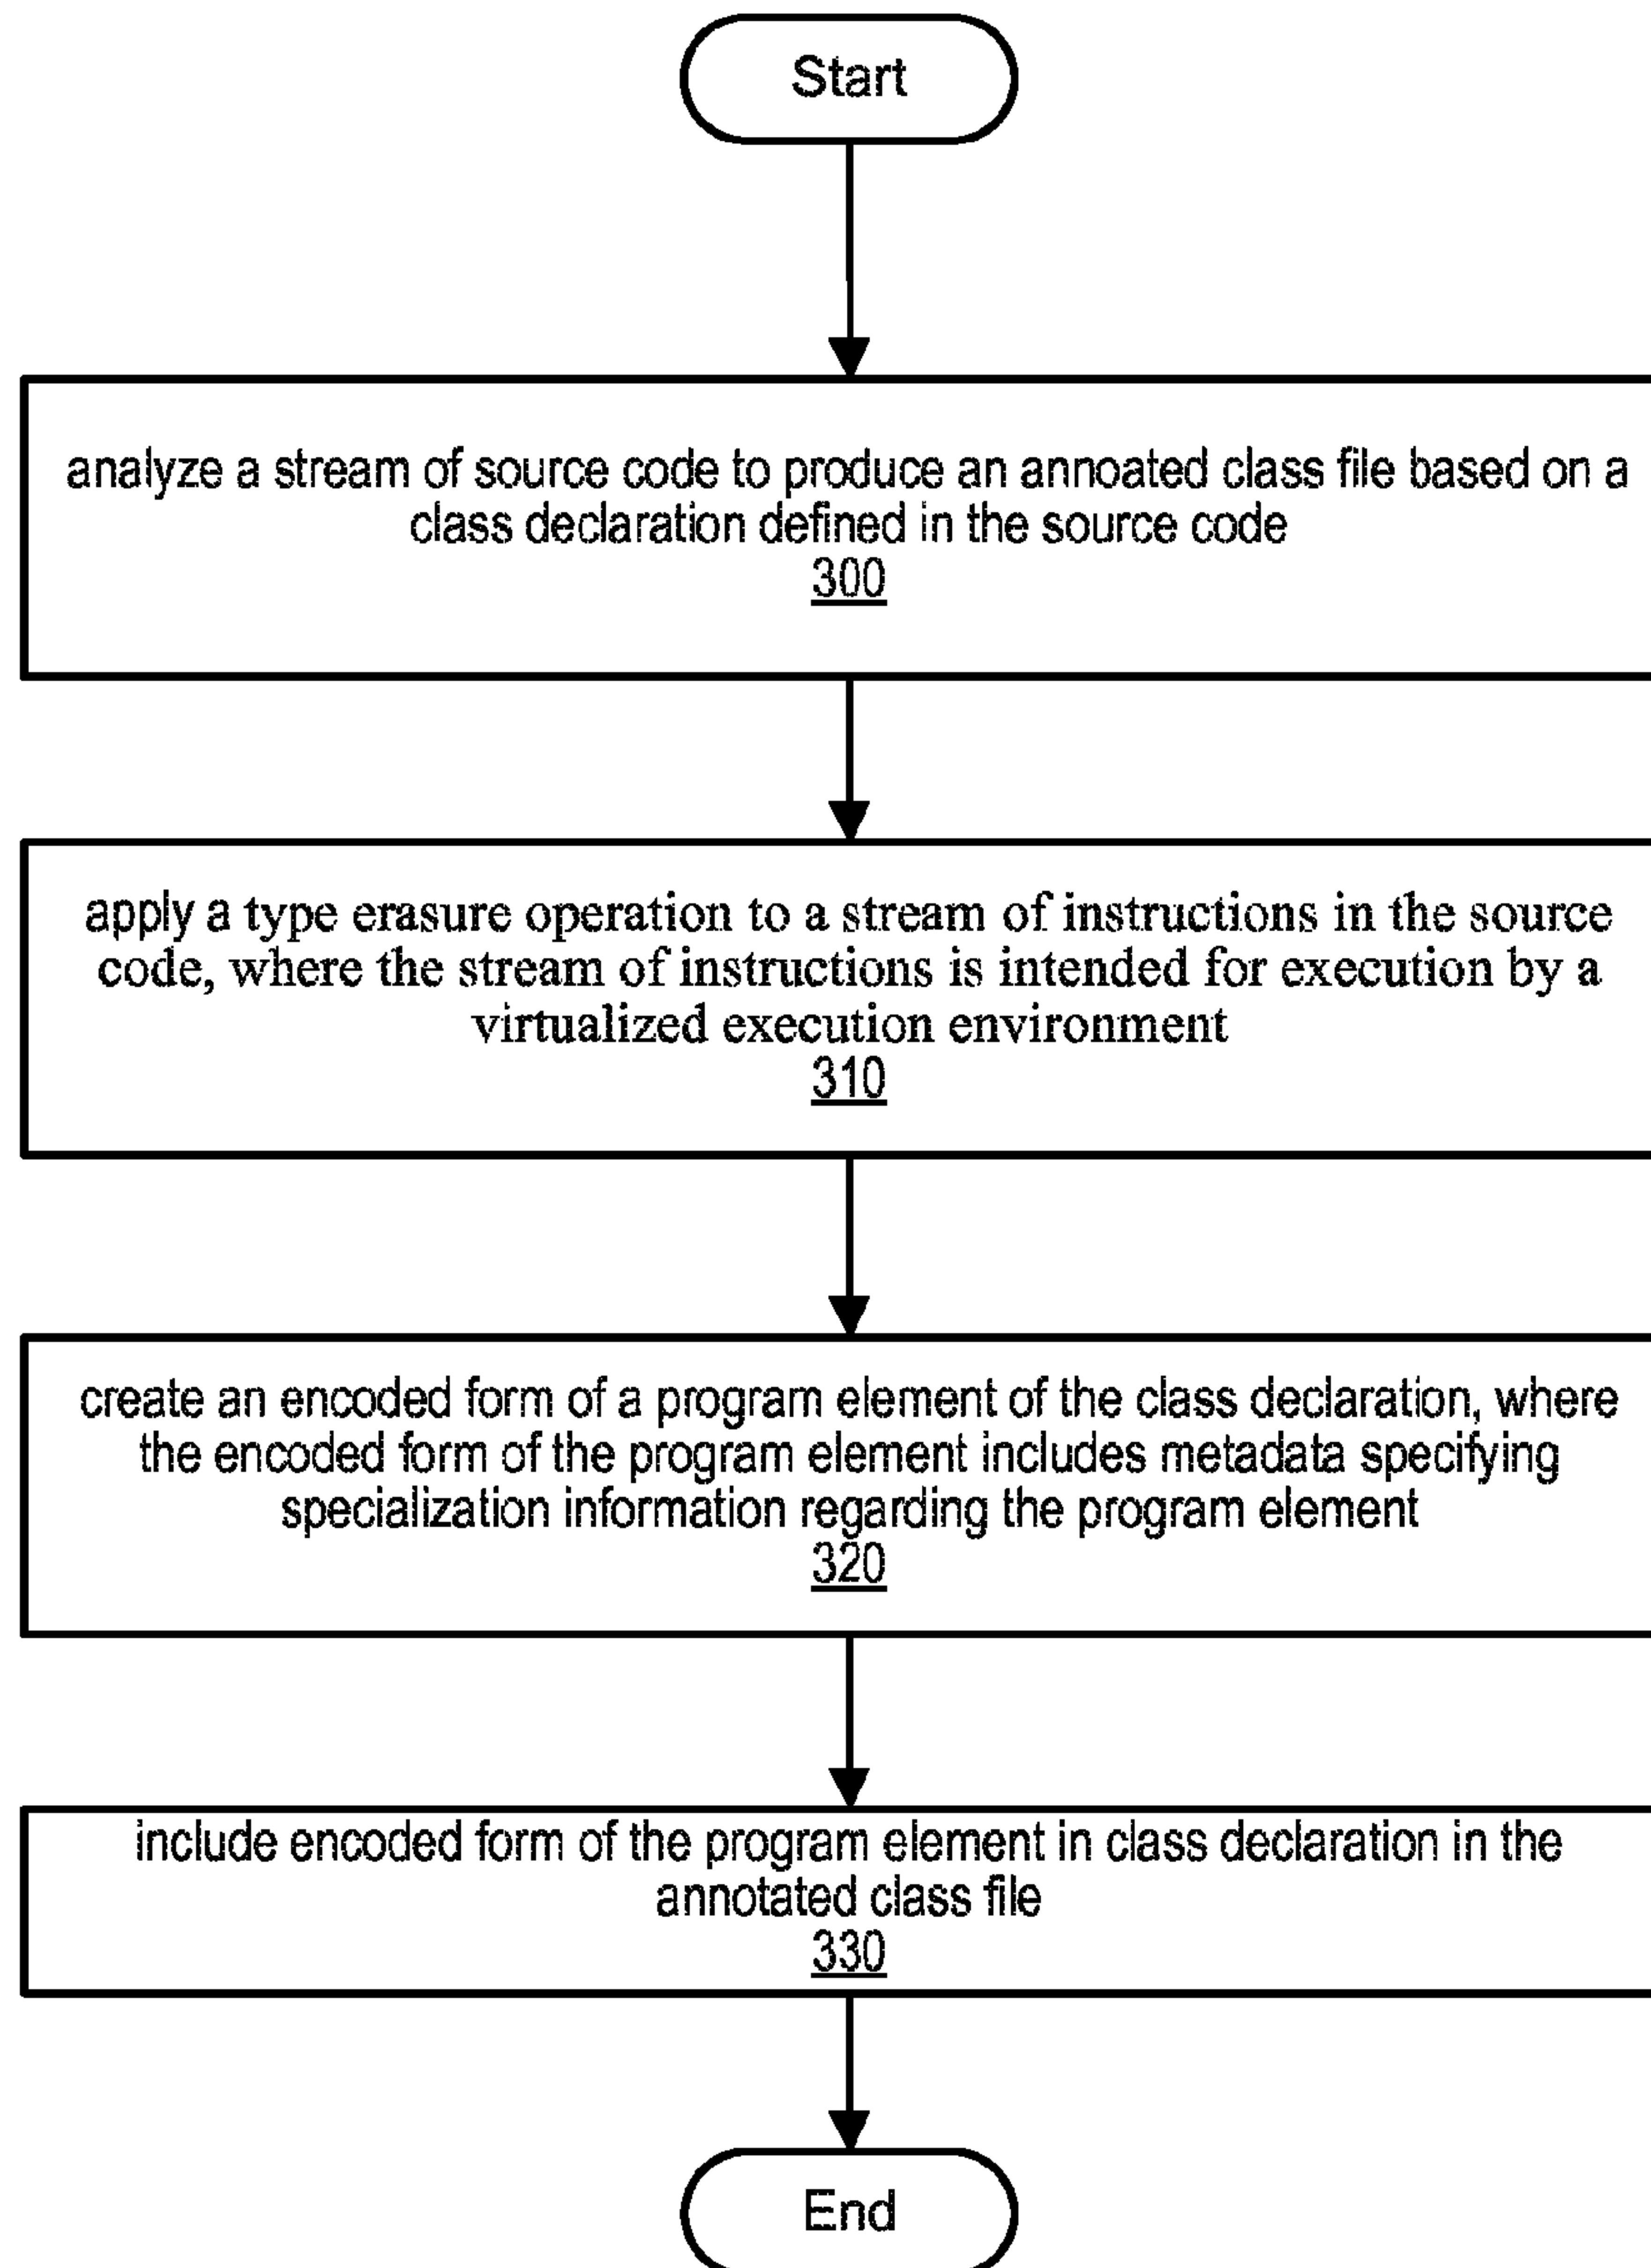 Start
analyze a stream of source code to produce an annoated class file based on a
class declaration defined in the source code
300
apply a type erasure operation to a stream of instructions in the source
code, where the stream of instructions is intended for execution by a
virtualized execution environment
310
create an encoded form of a program element of the class declaration, where
the encoded form of the program element includes metadata specifying
specialization information regarding the program element
320
include encoded form of the program element in class declaration in the
annotated class file
330
End